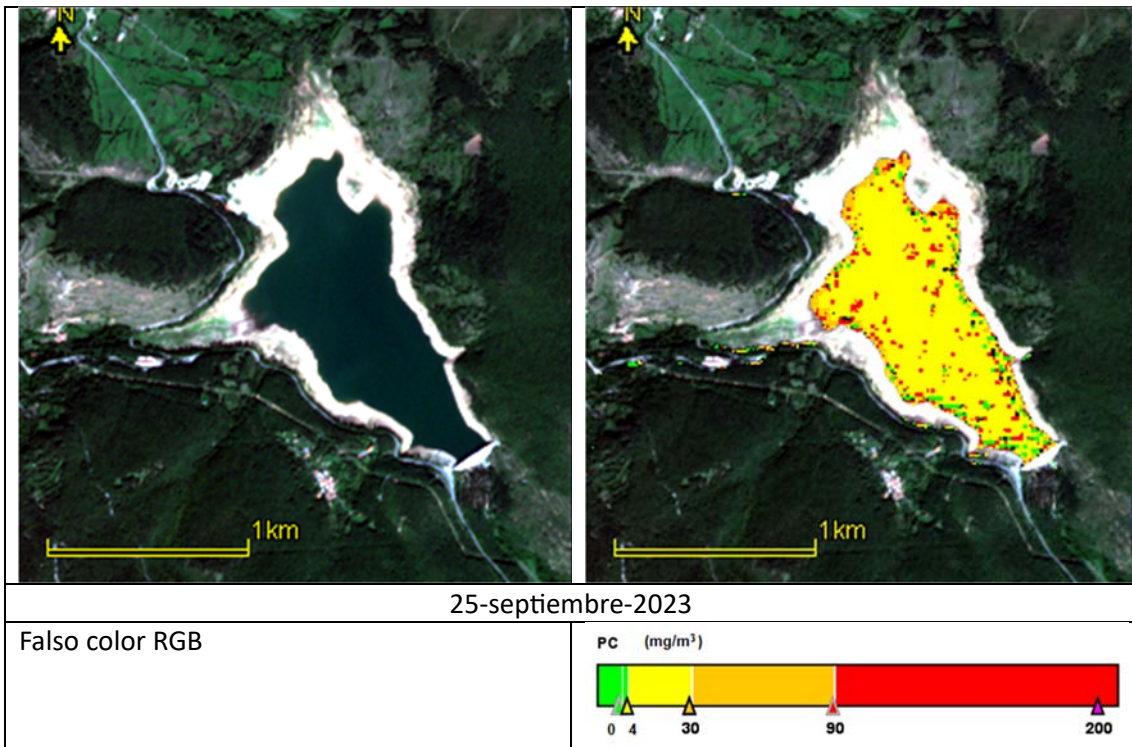 N
N
1km
1km
25-septiembre-2023
Falso color RGB
PC (mg/m³)
0 4 30 90 200